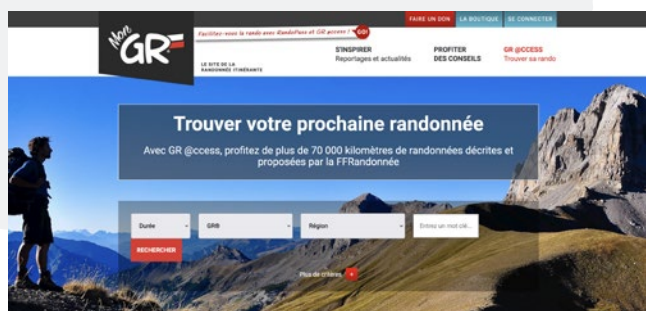 FAIRE UN DON LA BOUTIQUE SE CONNECTER
Mon
GR
Facilitez-vous la rando avec RandoPass et GR @ccess ! GO!
LE SITE DE LA
RANDONNÉE ITINÉRANTE
S'INSPIRER
Reportages et actualités
PROFITER
DES CONSEILS
GR @CCESS
Trouver sa rando
Trouver votre prochaine randonnée
Avec GR @ccess, profitez de plus de 70 000 kilomètres de randonnées décrites et
proposées par la FFRandonnée
Durée GR® Région Entrez un mot-clé...
RECHERCHER
Plus de critères +